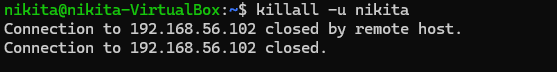 nikita@nikita-VirtualBox:~$ killall -u nikita
Connection to 192.168.56.102 closed by remote host.
Connection to 192.168.56.102 closed.